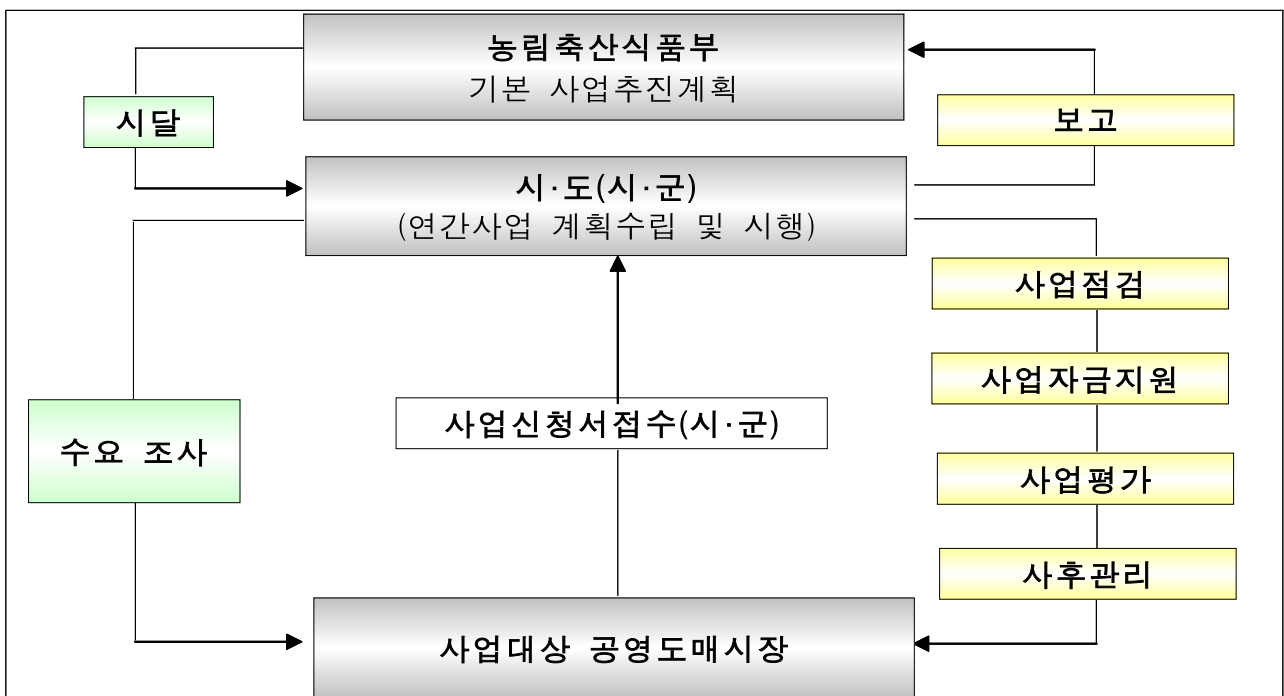 농림축산식품부
기본 사업추진계획
시달
보고
시·도(시·군)
(연간사업 계획수립 및 시행)
사업점검
사업자금지원
사업신청서접수(시·군)
수요 조사
사업평가
사후관리
사업대상 공영도매시장